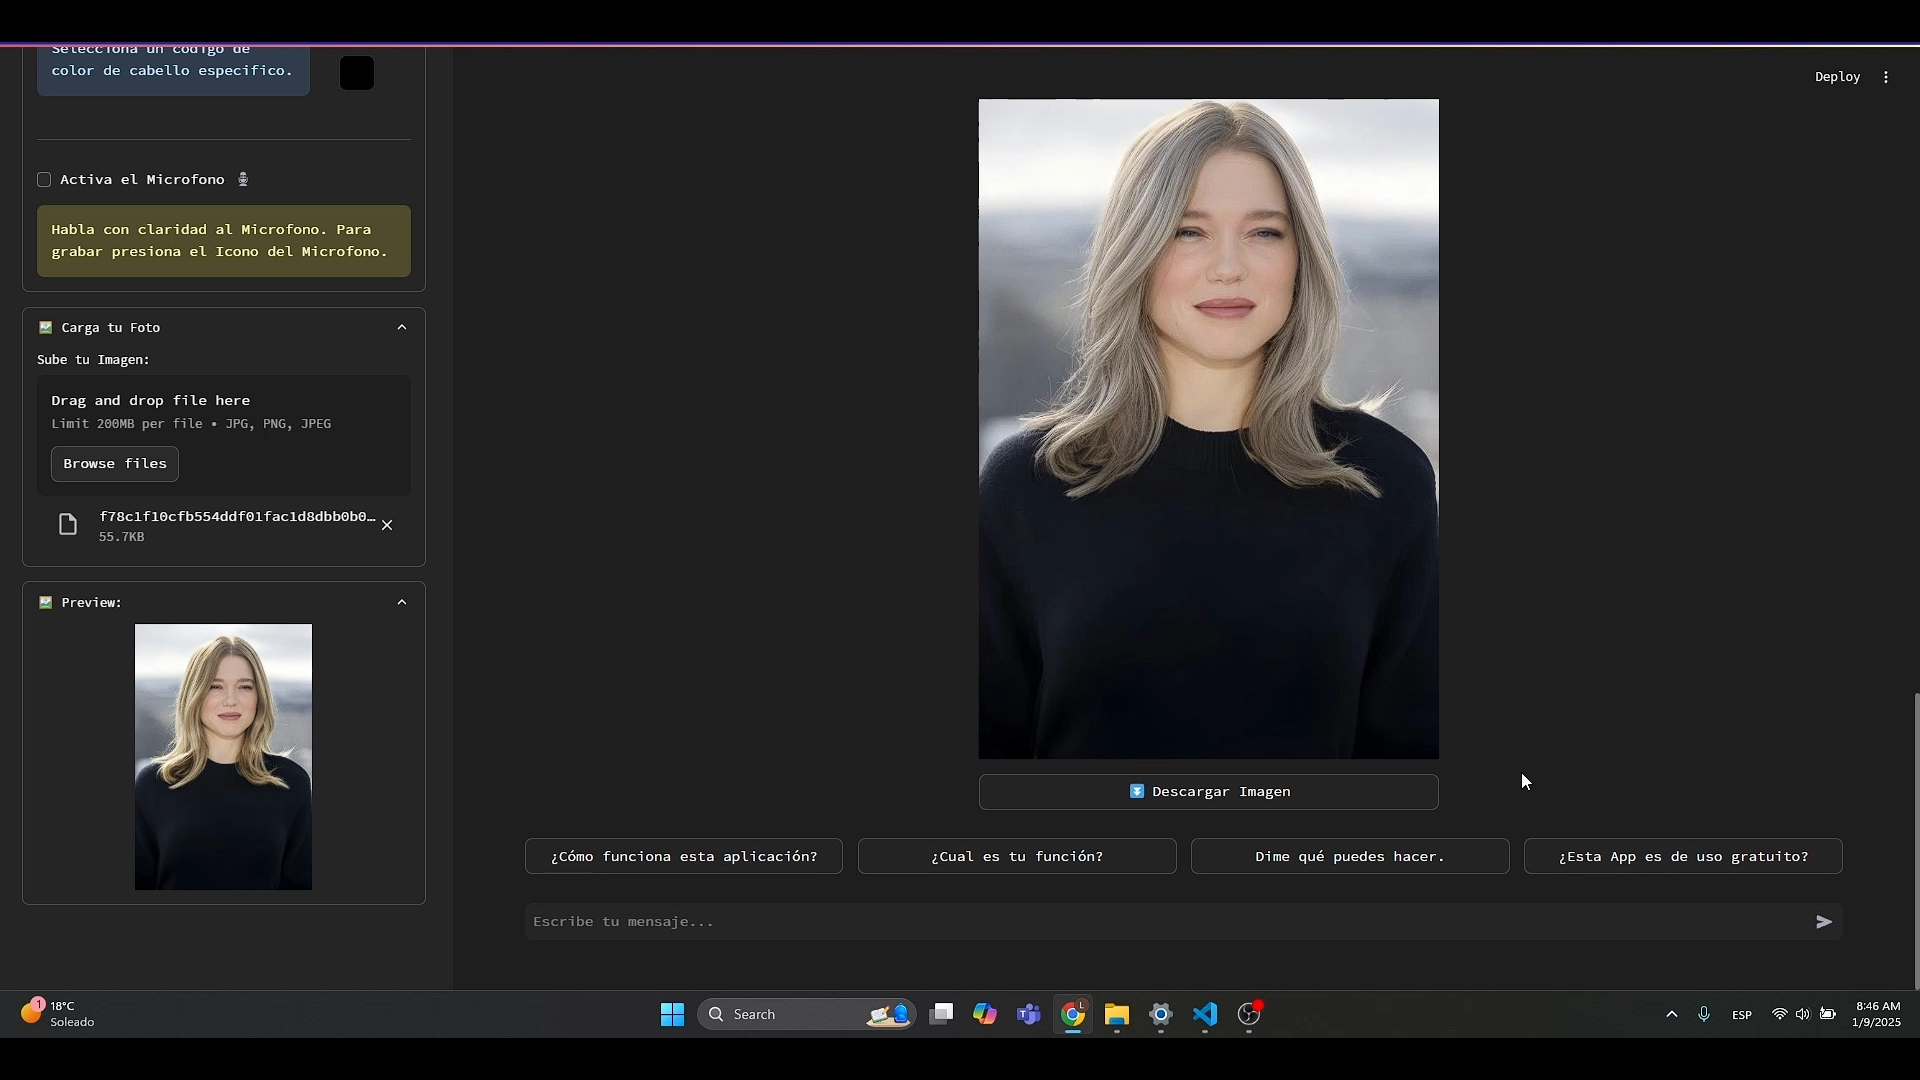 Selecciona un codigo de
color de cabello especifico.
Activa el Microfono
Habla con claridad al Microfono. Para
grabar presiona el Icono del Microfono.
Carga tu Foto
Sube tu Imagen:
Drag and drop file here
Limit 200MB per file • JPG, PNG, JPEG
Browse files
f78c1f10cfb554ddf01fac1d8dbb0b0…
55.7KB
Preview:
Deploy
Descargar Imagen
¿Cómo funciona esta aplicación?
¿Cual es tu función?
Dime qué puedes hacer.
¿Esta App es de uso gratuito?
Escribe tu mensaje...
1
18°C
Soleado
Search
L
ESP
8:46 AM
1/9/2025